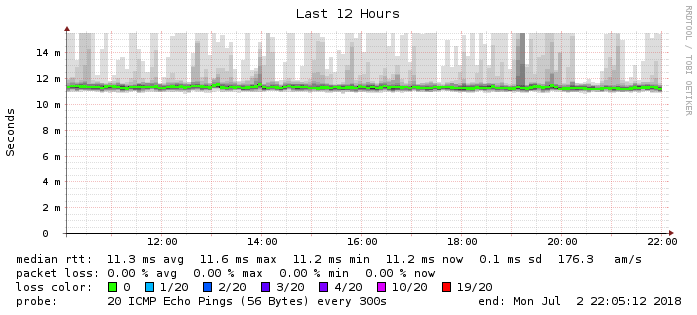 Last 12 Hours
RRDTOOL / TOBI OETIKER
Seconds
14 m
12 m
10 m
8 m
6 m
4 m
2 m
0
12:00 14:00 16:00 18:00 20:00 22:00
median rtt: 11.3 ms avg 11.6 ms max 11.2 ms min 11.2 ms now 0.1 ms sd 176.3 am/s
packet loss: 0.00 % avg 0.00 % max 0.00 % min 0.00 % now
loss color: 0 1/20 2/20 3/20 4/20 10/20 19/20
probe: 20 ICMP Echo Pings (56 Bytes) every 300s end: Mon Jul 2 22:05:12 2018